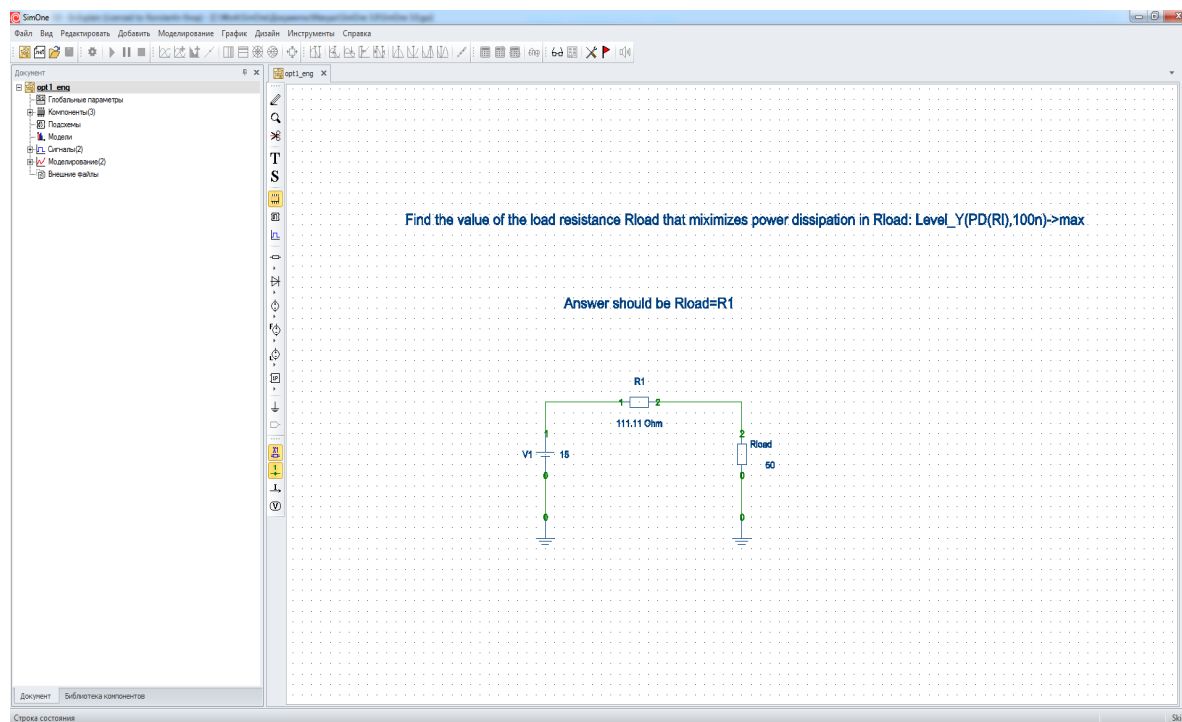 SimOne
Файл Вид Редактировать Добавить Моделирование График Дизайн Инструменты Справка
Документ
opt1_eng
opt1_eng
Глобальные параметры
Компоненты(3)
Подсхемы
Модели
Сигналы(2)
Моделирование(2)
Внешние файлы
T
S
Find the value of the load resistance Rload that miximizes power dissipation in Rload: Level_Y(PD(Rl),100n)->max
Answer should be Rload=R1
R1
1 2
111.11 Ohm
1
2
V1 15
Rload
50
0
0
0
0
Документ Библиотека компонентов
Строка состояния